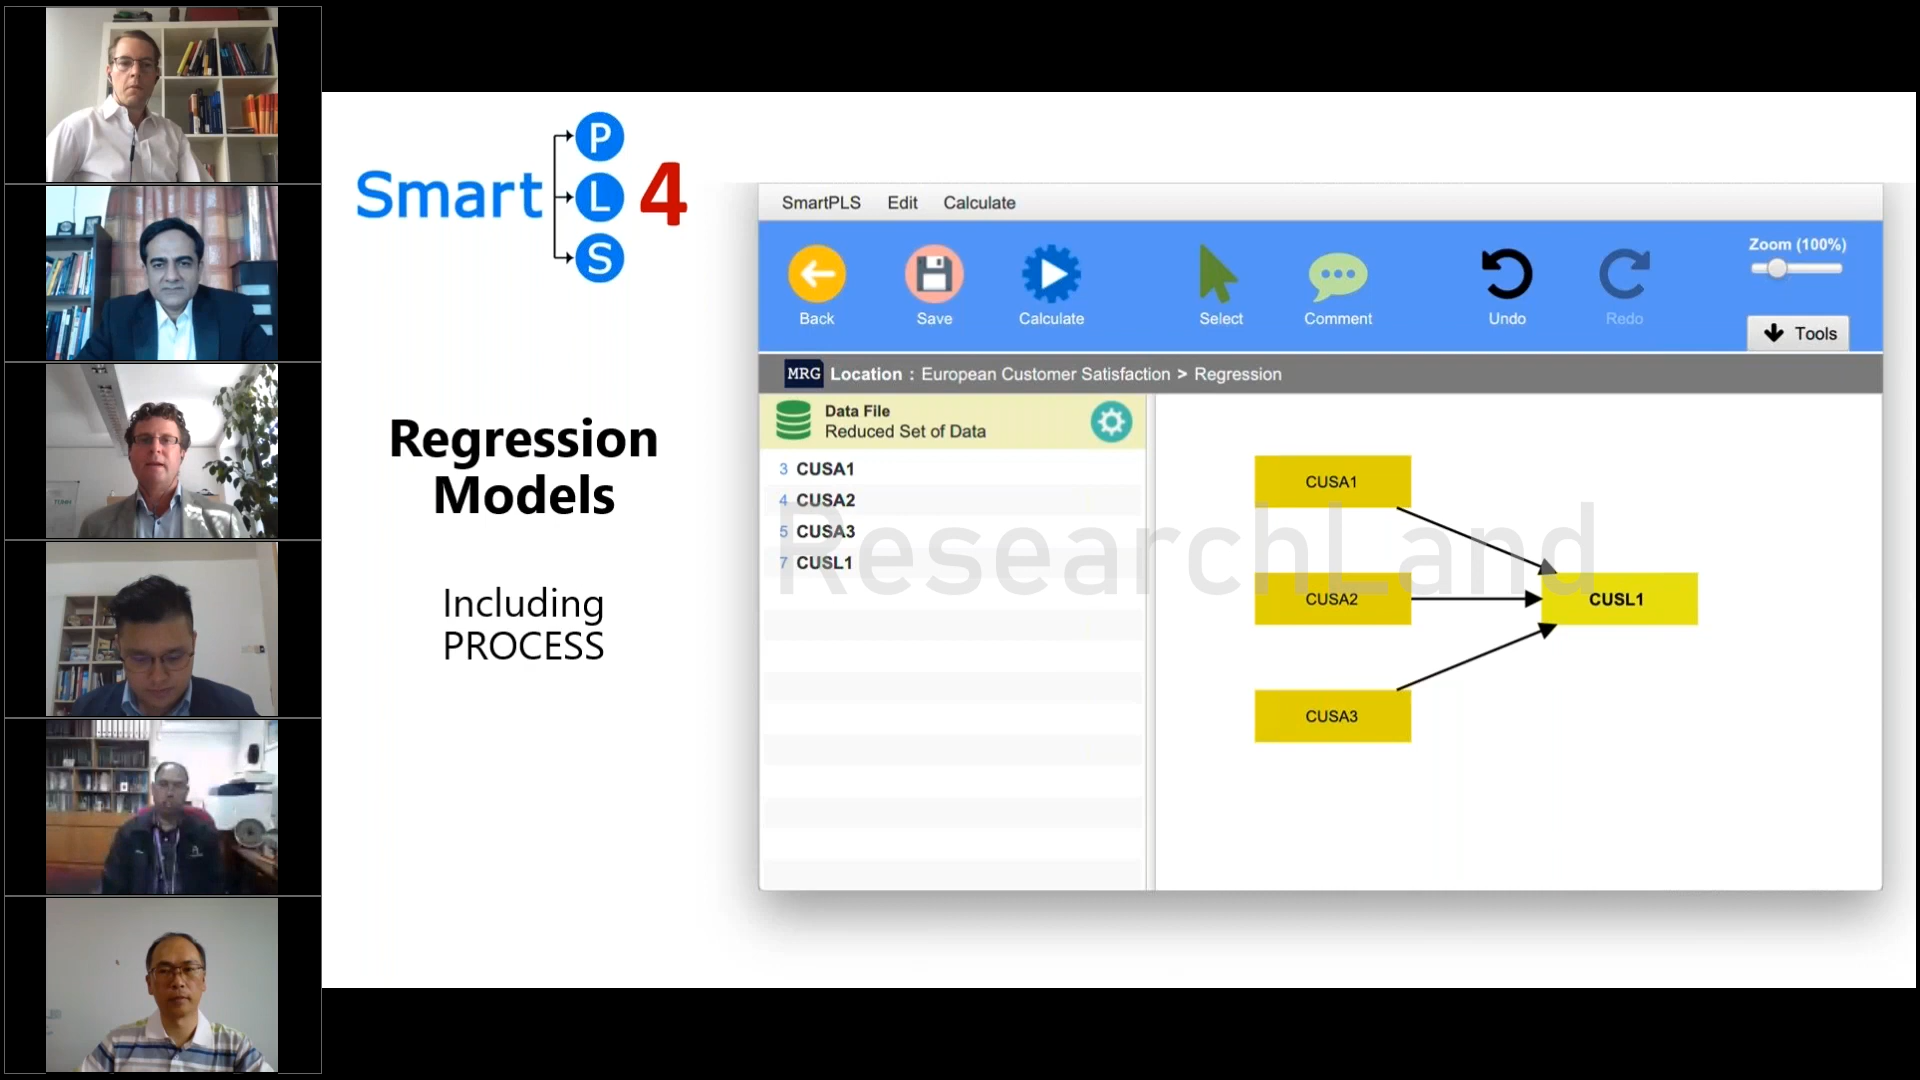 Smart
P
L
S
4
Regression
Models
Including
PROCESS
SmartPLS Edit Calculate
Back Save Calculate Select Comment Undo Redo
Zoom (100%)
Tools
MRG Location : European Customer Satisfaction > Regression
Data File
Reduced Set of Data
3 CUSA1
4 CUSA2
5 CUSA3
7 CUSL1
CUSA1
CUSA2
CUSL1
CUSA3
ResearchLand